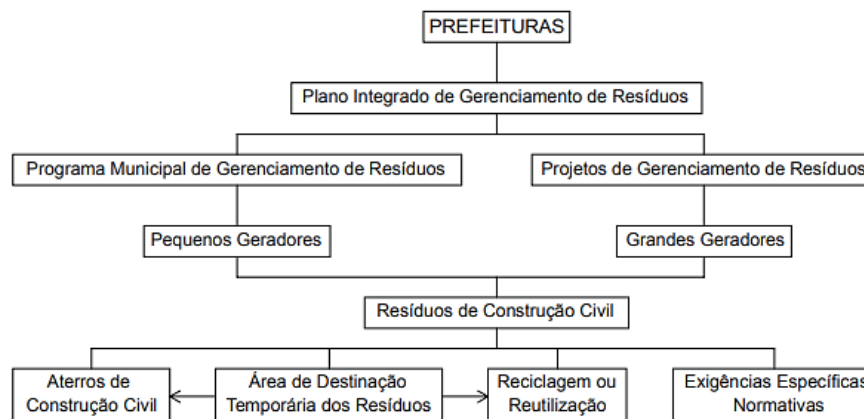 PREFEITURAS
Plano Integrado de Gerenciamento de Resíduos
Programa Municipal de Gerenciamento de Resíduos
Projetos de Gerenciamento de Resíduos
Pequenos Geradores
Grandes Geradores
Resíduos de Construção Civil
Aterros de
Construção Civil
Área de Destinação
Temporária dos Resíduos
Reciclagem ou
Reutilização
Exigências Específicas
Normativas